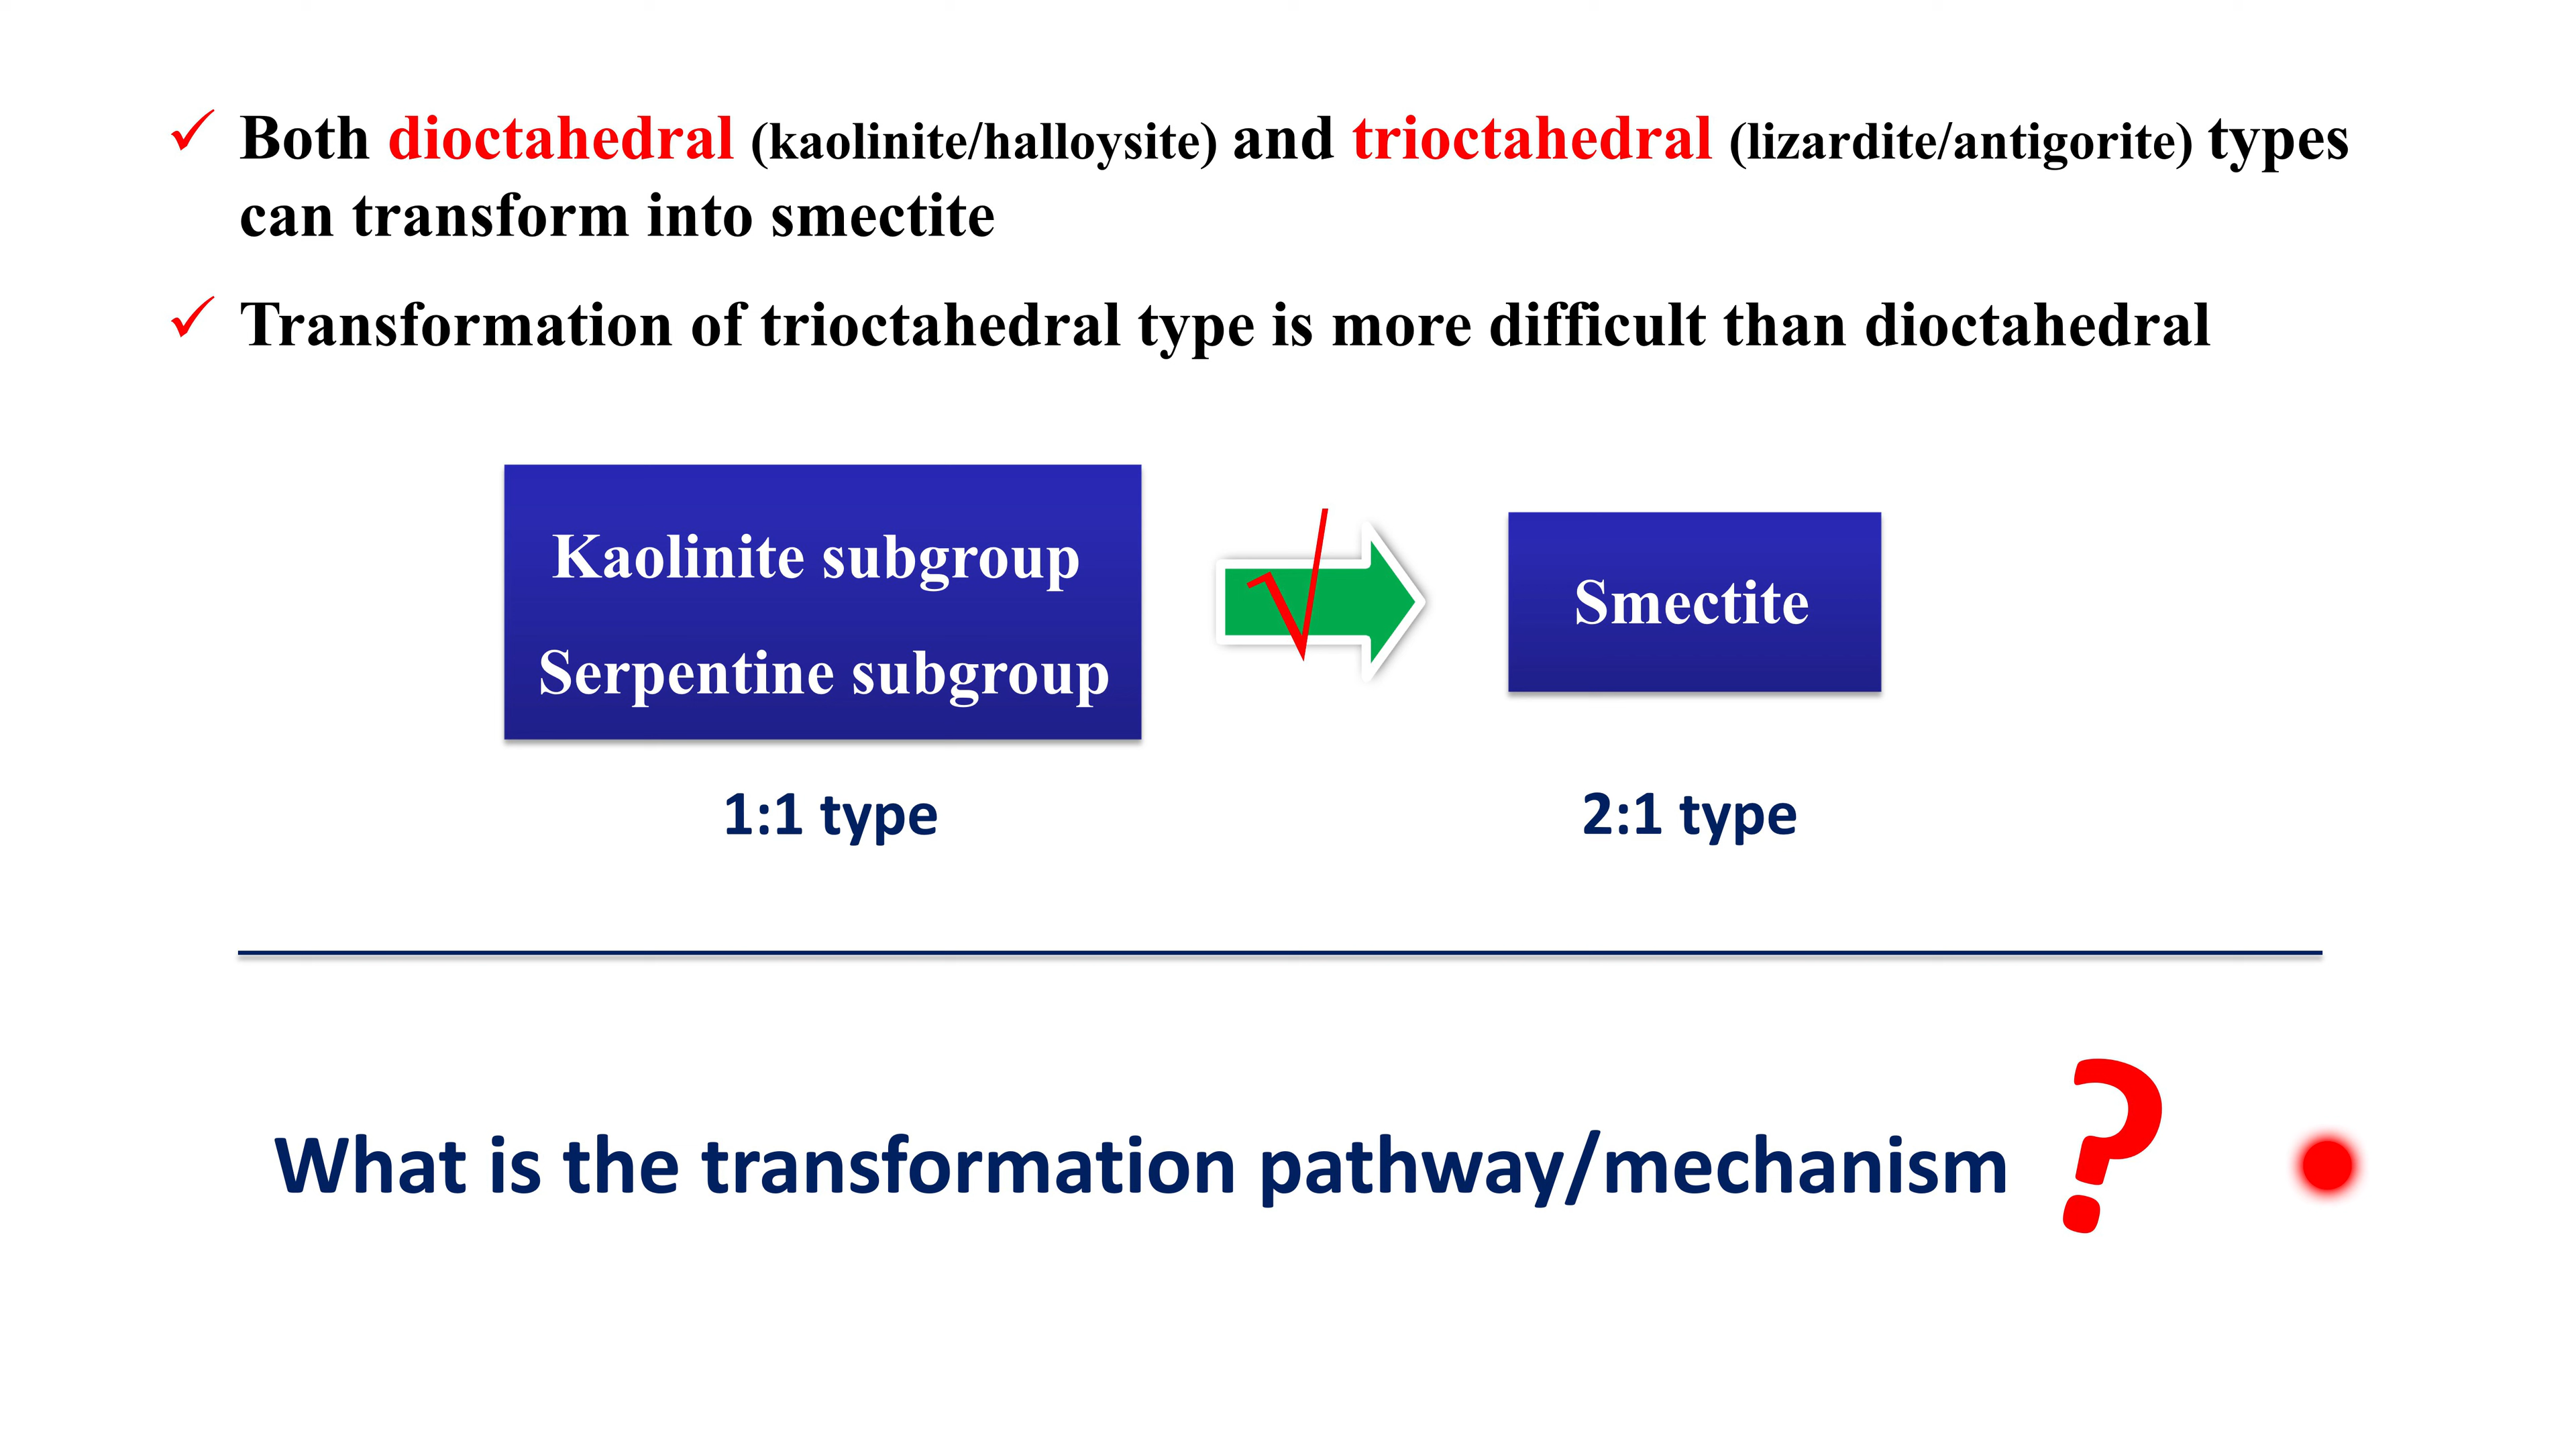 ✓ Both dioctahedral (kaolinite/halloysite) and trioctahedral (lizardite/antigorite) types
can transform into smectite
✓ Transformation of trioctahedral type is more difficult than dioctahedral
Kaolinite subgroup
Serpentine subgroup
√
Smectite
1:1 type
2:1 type
What is the transformation pathway/mechanism ?